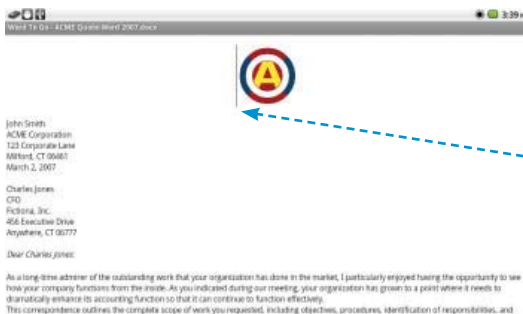 3:39
Word To Go - ACME Quote Word 2007.docx
A
John Smith
ACME Corporation
123 Corporate Lane
Milford, CT 06461
March 2, 2007
Charles Jones
CFO
Fictiona, Inc.
456 Executive Drive
Anywhere, CT 06777
Dear Charles Jones:
As a long-time admirer of the outstanding work that your organization has done in the market, I particularly enjoyed having the opportunity to see
how your company functions from the inside. As you indicated during our meeting, your organization has grown to a point where it needs to
dramatically enhance its accounting function so that it can continue to function effectively.
This correspondence outlines the complete scope of work you requested, including objectives, procedures, identification of responsibilities, and